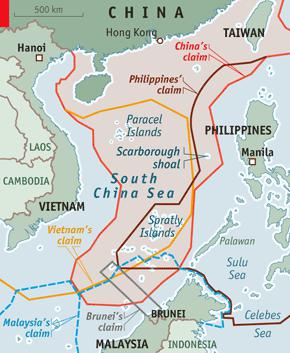 500 km
CHINA
TAIWAN
Hanoi
Hong Kong
China's
claim
Philippines'
claim
LAOS
Paracel
Islands
PHILIPPINES
Manila
Scarborough
shoal
CAMBODIA
South
China Sea
VIETNAM
Spratly
Islands
Vietnam's
claim
Palawan
Sulu
Sea
Malaysia's
claim
Brunei's
claim
BRUNEI
Celebes
Sea
MALAYSIA
INDONESIA